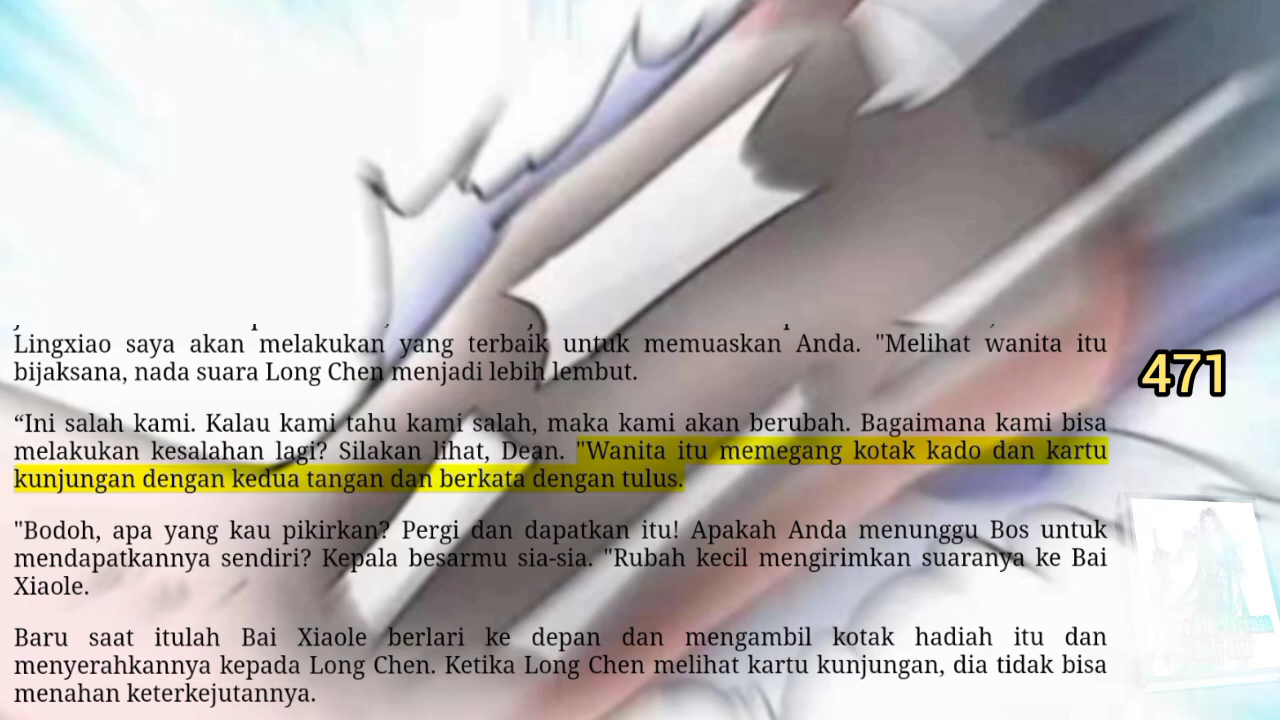 Lingxiao saya akan melakukan yang terbaik untuk memuaskan Anda. "Melihat wanita itu
bijaksana, nada suara Long Chen menjadi lebih lembut.
“Ini salah kami. Kalau kami tahu kami salah, maka kami akan berubah. Bagaimana kami bisa
melakukan kesalahan lagi? Silakan lihat, Dean. "Wanita itu memegang kotak kado dan kartu
kunjungan dengan kedua tangan dan berkata dengan tulus.
"Bodoh, apa yang kau pikirkan? Pergi dan dapatkan itu! Apakah Anda menunggu Bos untuk
mendapatkannya sendiri? Kepala besarmu sia-sia. "Rubah kecil mengirimkan suaranya ke Bai
Xiaole.
Baru saat itulah Bai Xiaole berlari ke depan dan mengambil kotak hadiah itu dan
menyerahkannya kepada Long Chen. Ketika Long Chen melihat kartu kunjungan, dia tidak bisa
menahan keterkejutannya.
471